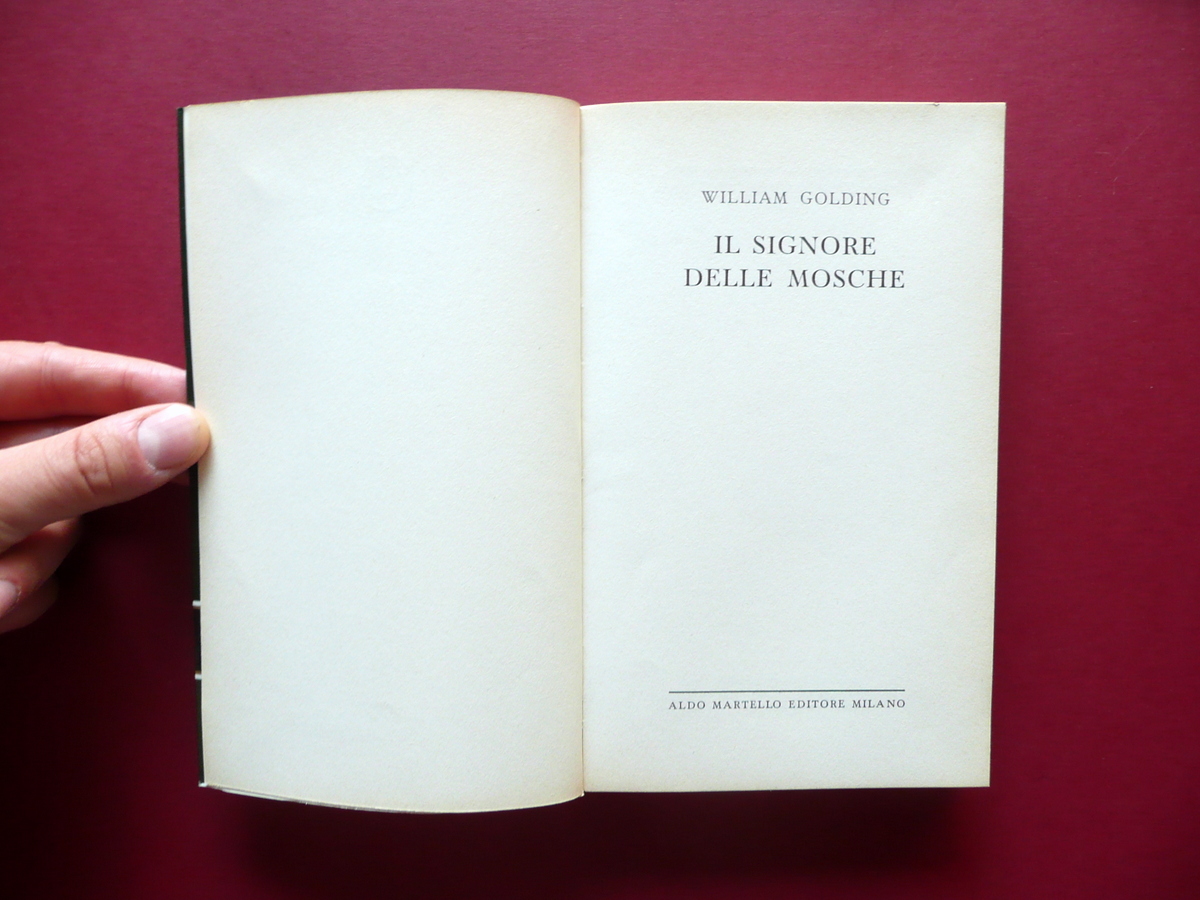 WILLIAM GOLDING
IL SIGNORE
DELLE MOSCHE
ALDO MARTELLO EDITORE MILANO